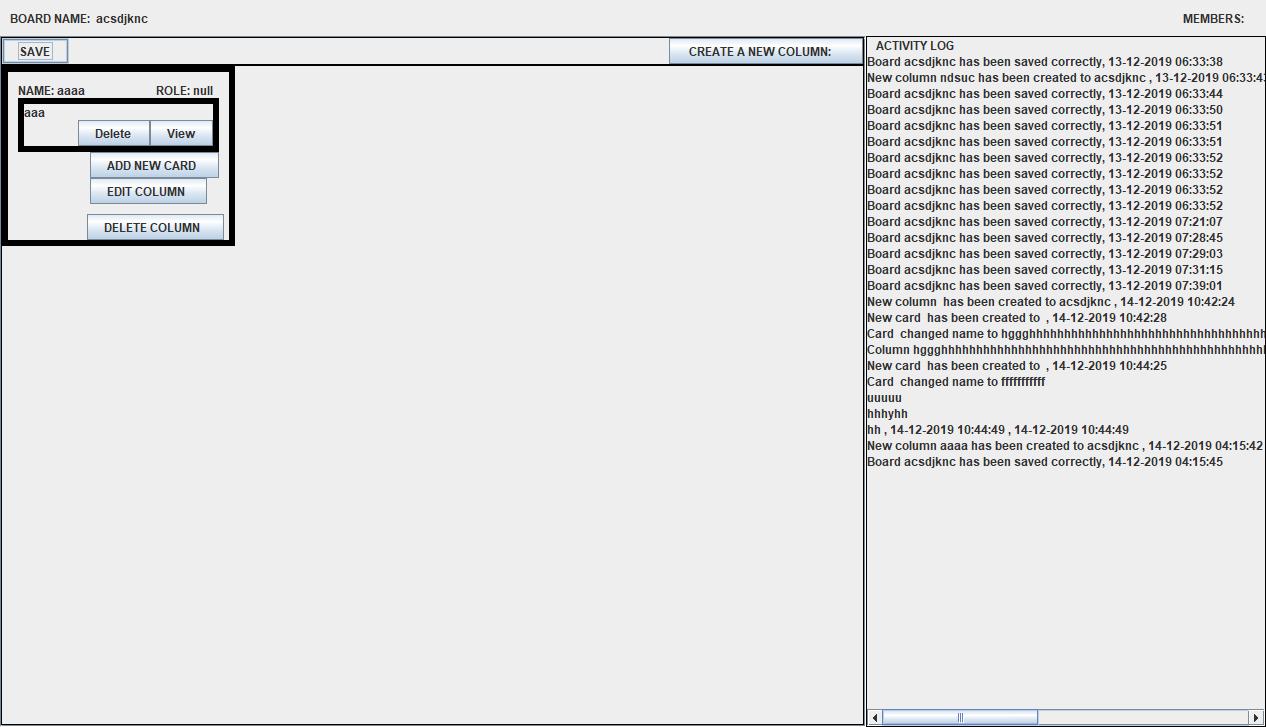 BOARD NAME: acsdjknc
MEMBERS:
SAVE
CREATE A NEW COLUMN:
NAME: aaaa
ROLE: null
aaa
Delete
View
ADD NEW CARD
EDIT COLUMN
DELETE COLUMN
ACTIVITY LOG
Board acsdjknc has been saved correctly, 13-12-2019 06:33:38
New column ndsuc has been created to acsdjknc , 13-12-2019 06:33:43
Board acsdjknc has been saved correctly, 13-12-2019 06:33:44
Board acsdjknc has been saved correctly, 13-12-2019 06:33:50
Board acsdjknc has been saved correctly, 13-12-2019 06:33:51
Board acsdjknc has been saved correctly, 13-12-2019 06:33:51
Board acsdjknc has been saved correctly, 13-12-2019 06:33:52
Board acsdjknc has been saved correctly, 13-12-2019 06:33:52
Board acsdjknc has been saved correctly, 13-12-2019 06:33:52
Board acsdjknc has been saved correctly, 13-12-2019 06:33:52
Board acsdjknc has been saved correctly, 13-12-2019 07:21:07
Board acsdjknc has been saved correctly, 13-12-2019 07:28:45
Board acsdjknc has been saved correctly, 13-12-2019 07:29:03
Board acsdjknc has been saved correctly, 13-12-2019 07:31:15
Board acsdjknc has been saved correctly, 13-12-2019 07:39:01
New column  has been created to acsdjknc , 14-12-2019 10:42:24
New card  has been created to  , 14-12-2019 10:42:28
Card  changed name to hggghhhhhhhhhhhhhhhhhhhhhhhhhhhhhhhhhh
Column hggghhhhhhhhhhhhhhhhhhhhhhhhhhhhhhhhhhhhhhhhhhhhhh
New card  has been created to  , 14-12-2019 10:44:25
Card  changed name to fffffffffff
uuuuu
hhhyhh
hh , 14-12-2019 10:44:49 , 14-12-2019 10:44:49
New column aaaa has been created to acsdjknc , 14-12-2019 04:15:42
Board acsdjknc has been saved correctly, 14-12-2019 04:15:45